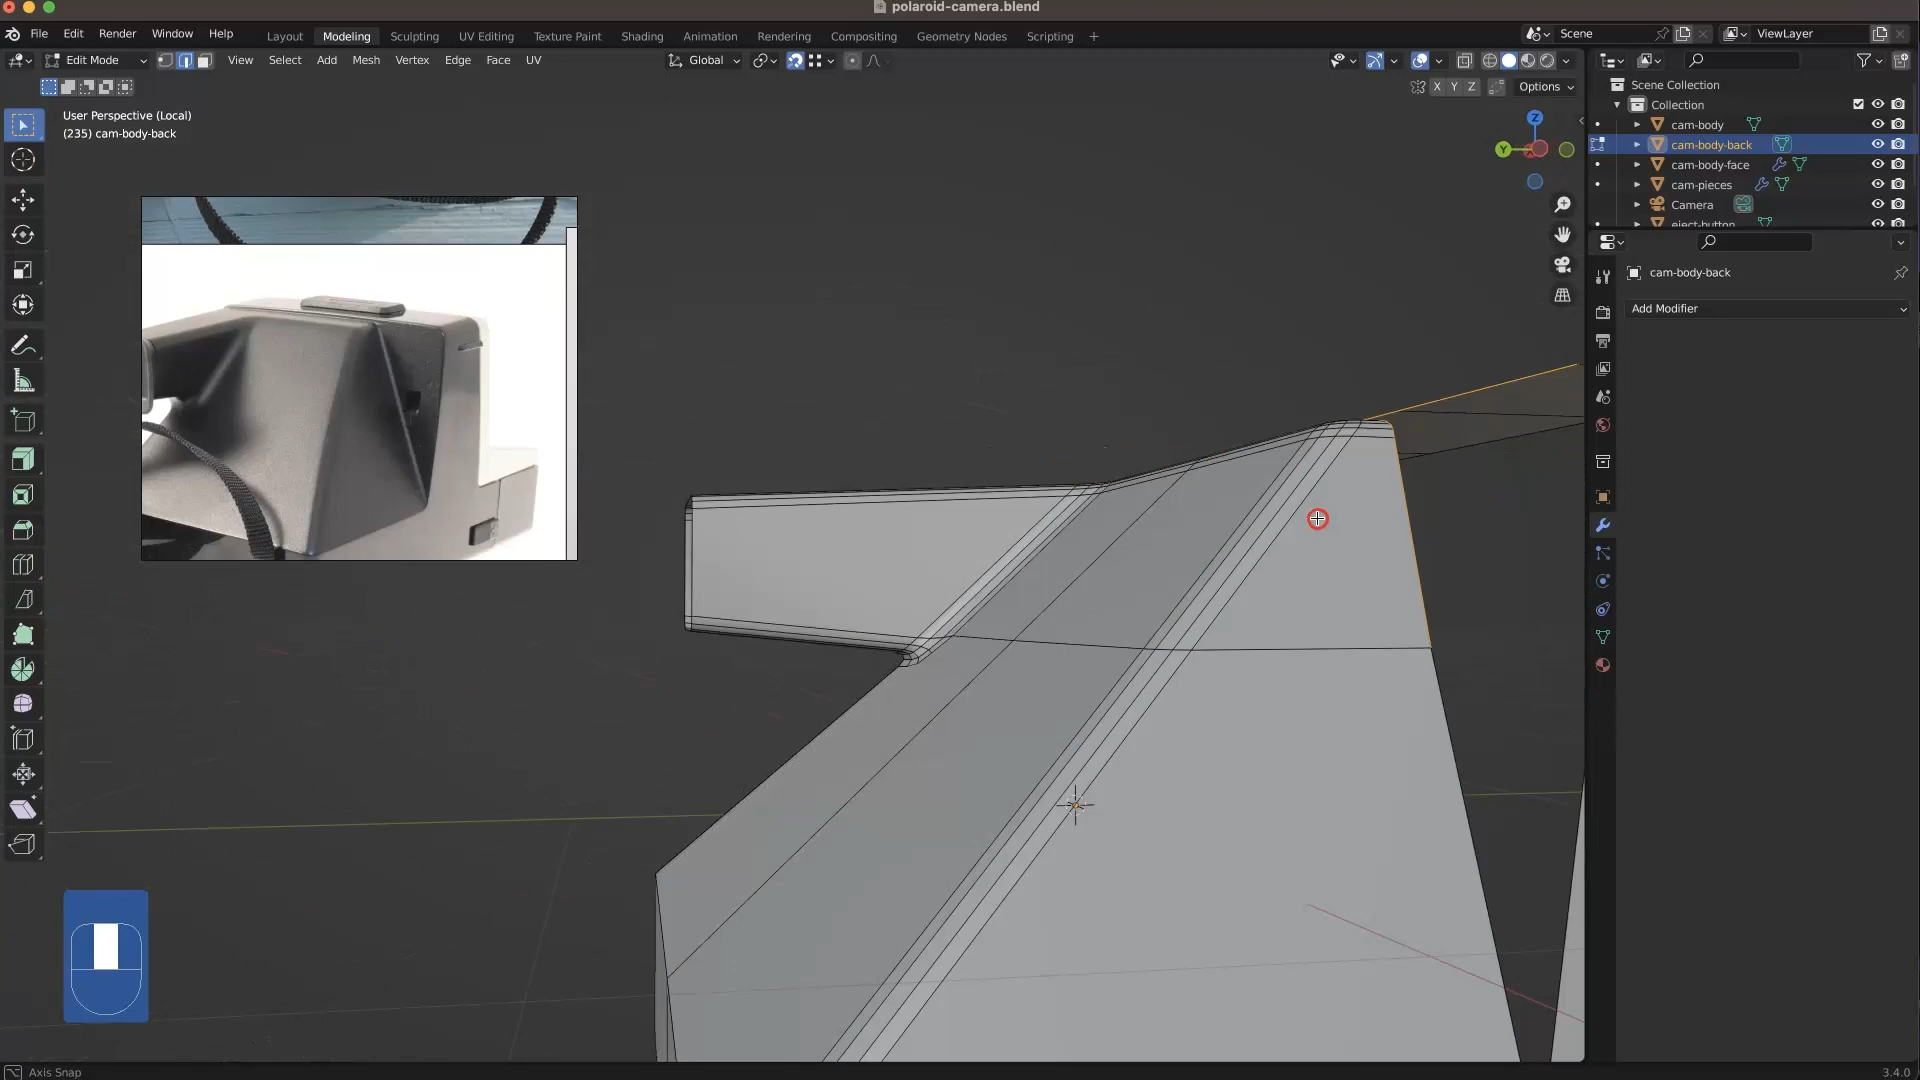 polaroid-camera.blend
File Edit Render Window Help Layout Modeling Sculpting UV Editing Texture Paint Shading Animation Rendering Compositing Geometry Nodes Scripting + Scene ViewLayer
Edit Mode View Select Add Mesh Vertex Edge Face UV Global
X Y Z Options
User Perspective (Local)
(235) cam-body-back
Z
Y
Scene Collection
Collection
cam-body
cam-body-back
cam-body-face
cam-pieces
Camera
eject-button
cam-body-back
Add Modifier
Axis Snap 3.4.0